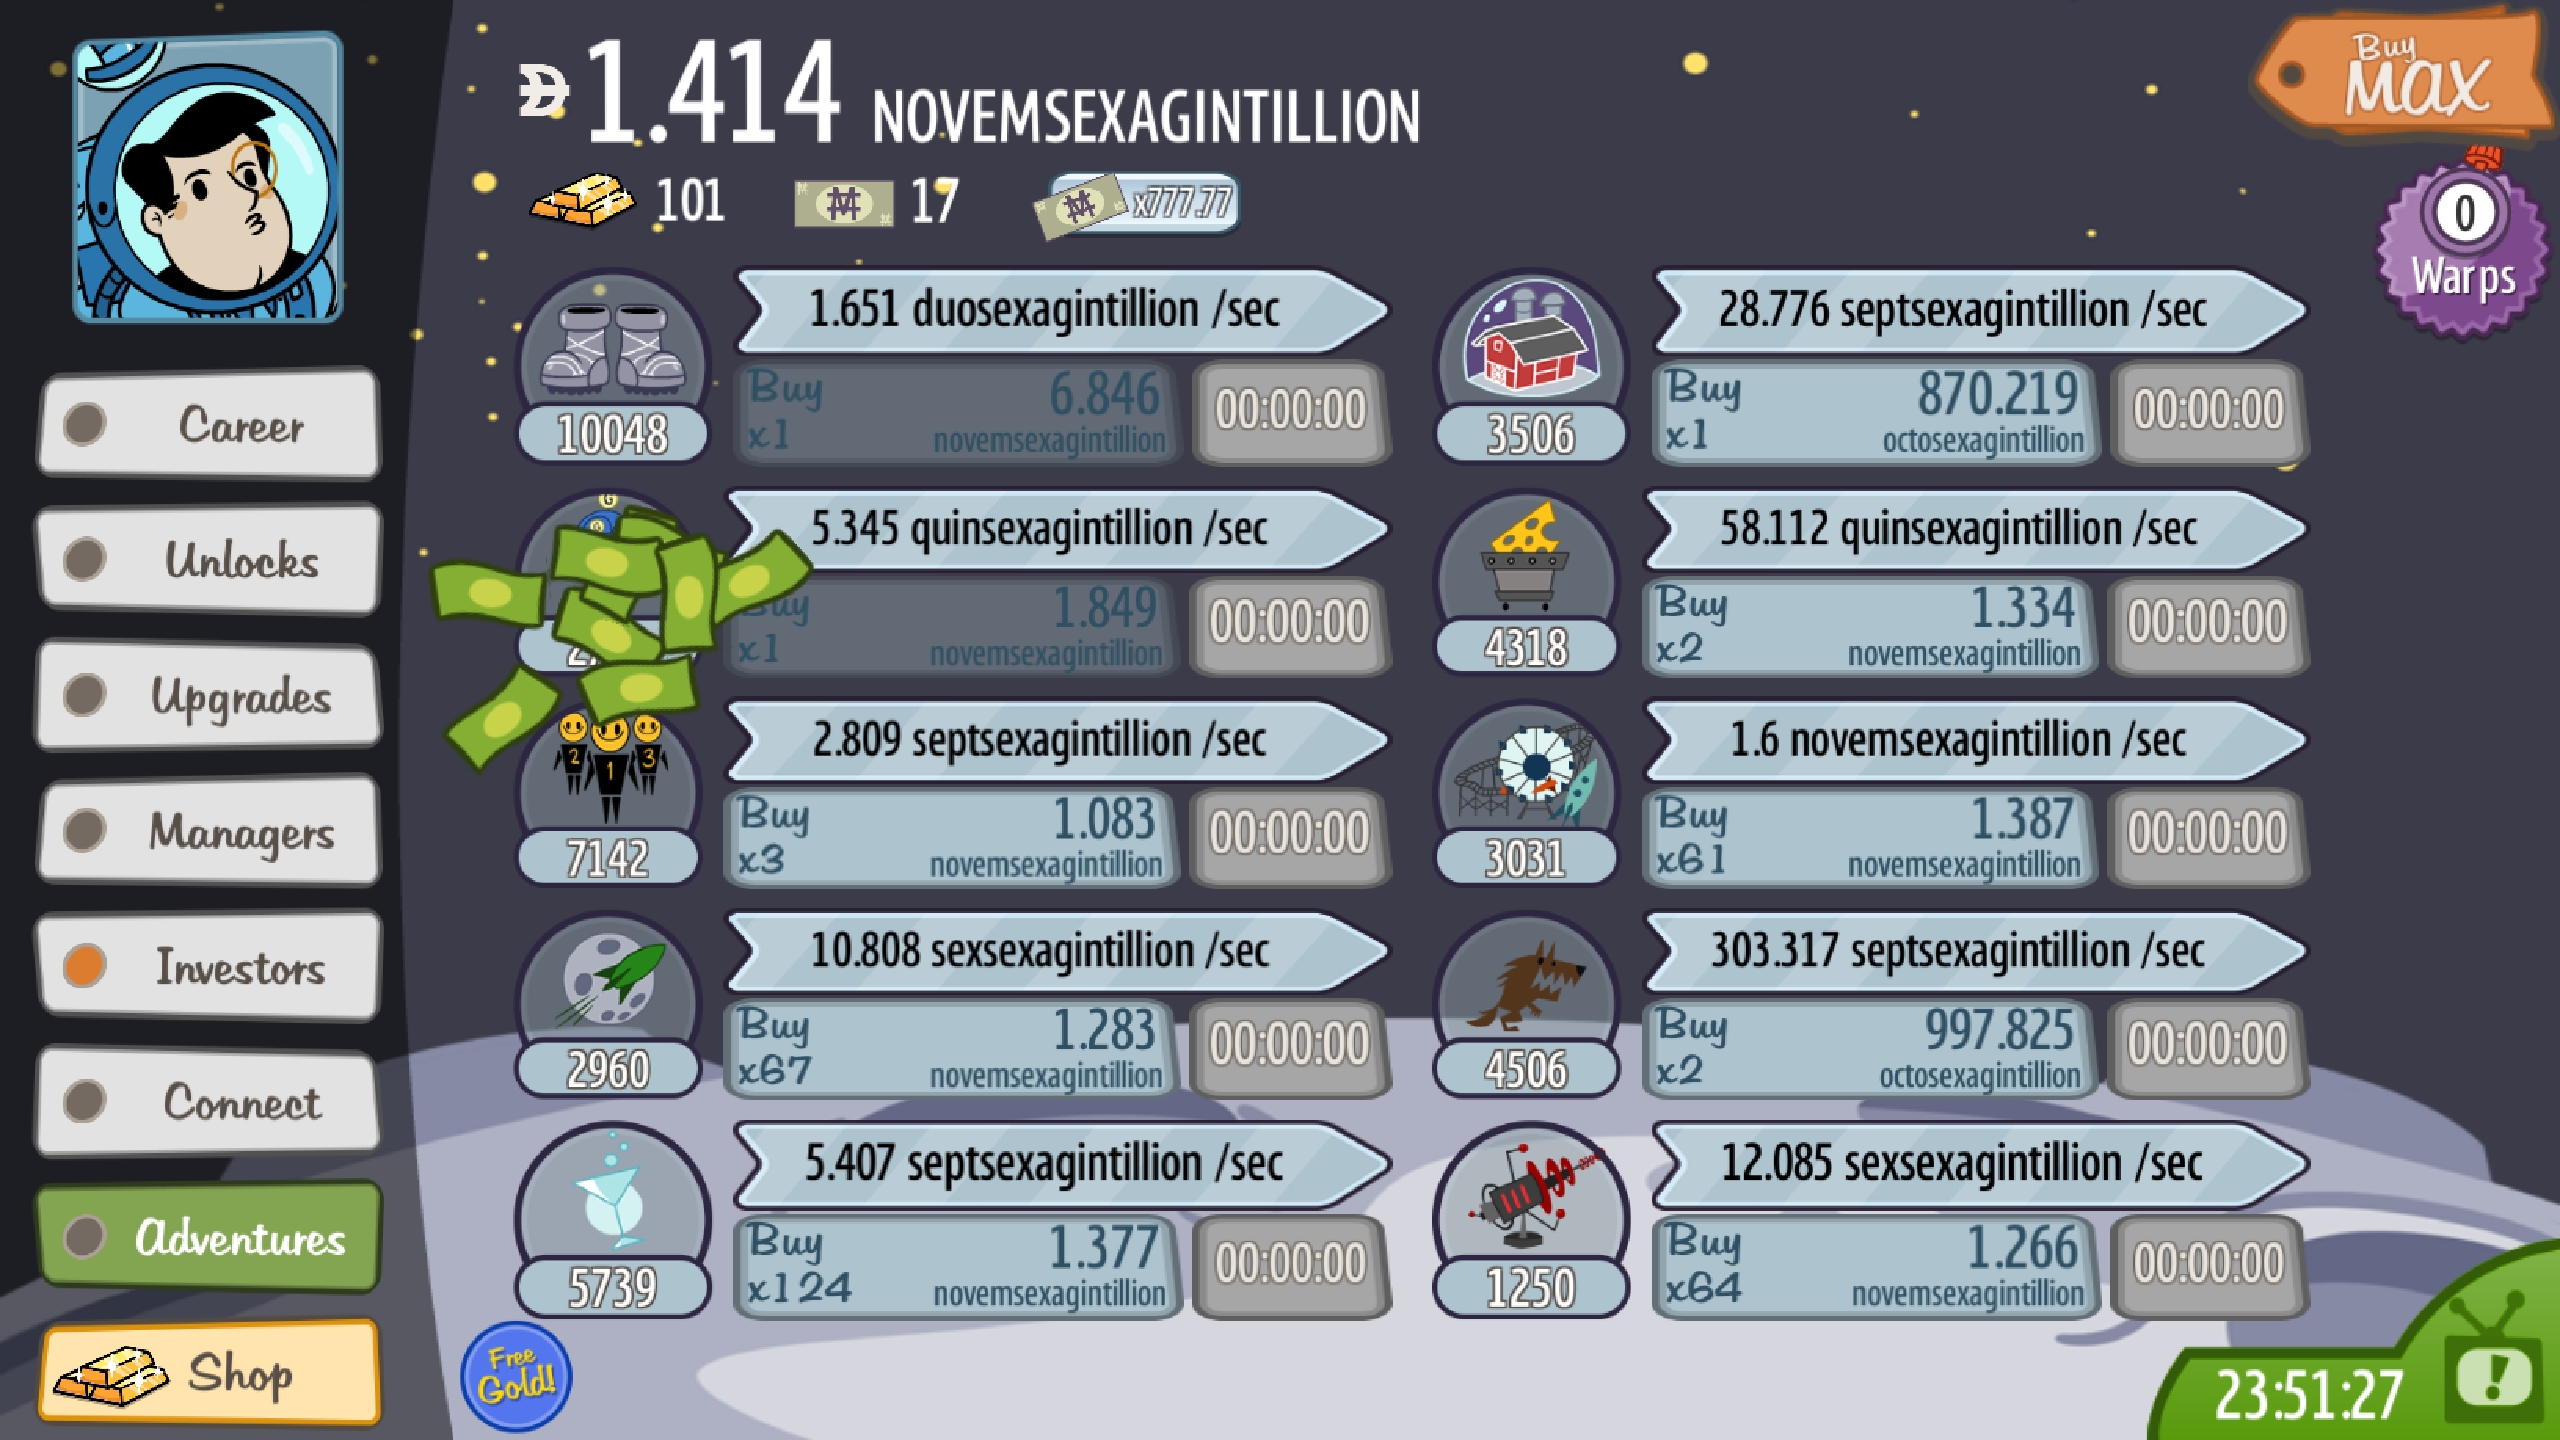 1.414 NOVEMSEXAGINTILLION
Buy
MAX
101 17 x777.77
0
Warps
1.651 duosexagintillion /sec
Buy 6.846
x1 novemsexagintillion
00:00:00
10048
28.776 septsexagintillion /sec
Buy 870.219
x1 octosexagintillion
00:00:00
3506
5.345 quinsexagintillion /sec
Buy 1.849
x1 novemsexagintillion
00:00:00
58.112 quinsexagintillion /sec
Buy 1.334
x2 novemsexagintillion
00:00:00
4318
2 1 3
2.809 septsexagintillion /sec
Buy 1.083
x3 novemsexagintillion
00:00:00
7142
1.6 novemsexagintillion /sec
Buy 1.387
x61 novemsexagintillion
00:00:00
3031
10.808 sexsexagintillion /sec
Buy 1.283
x67 novemsexagintillion
00:00:00
2960
303.317 septsexagintillion /sec
Buy 997.825
x2 octosexagintillion
00:00:00
4506
5.407 septsexagintillion /sec
Buy 1.377
x124 novemsexagintillion
00:00:00
5739
12.085 sexsexagintillion /sec
Buy 1.266
x64 novemsexagintillion
00:00:00
1250
Career
Unlocks
Upgrades
Managers
Investors
Connect
Adventures
Shop
Free
Gold!
23:51:27
!